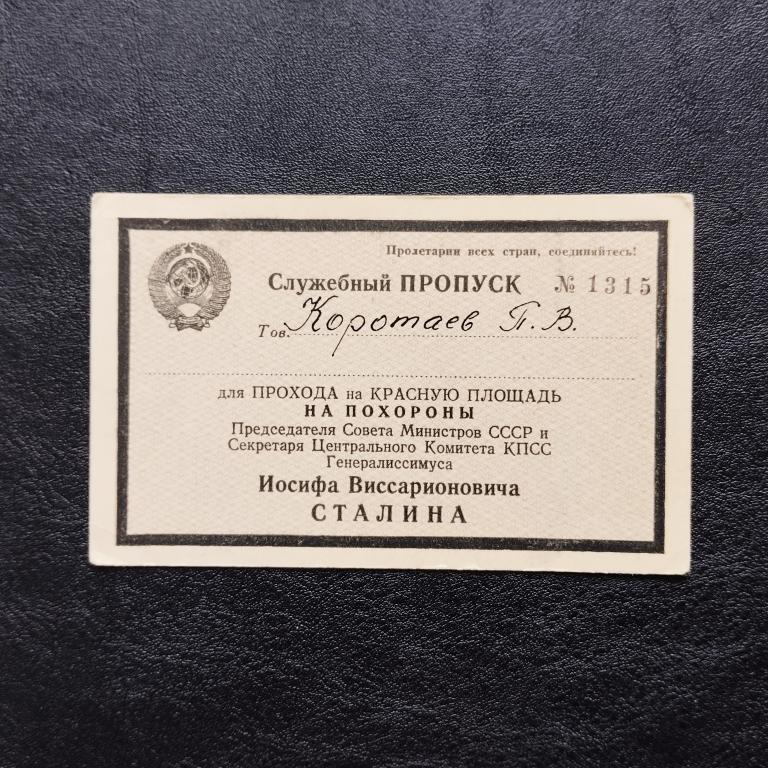 Пролетарии всех стран, соединяйтесь!
Служебный ПРОПУСК № 1315
Тов. Коротаев П. В.
для ПРОХОДА на КРАСНУЮ ПЛОЩАДЬ
НА ПОХОРОНЫ
Председателя Совета Министров СССР и
Секретаря Центрального Комитета КПСС
Генералиссимуса
Иосифа Виссарионовича
СТАЛИНА